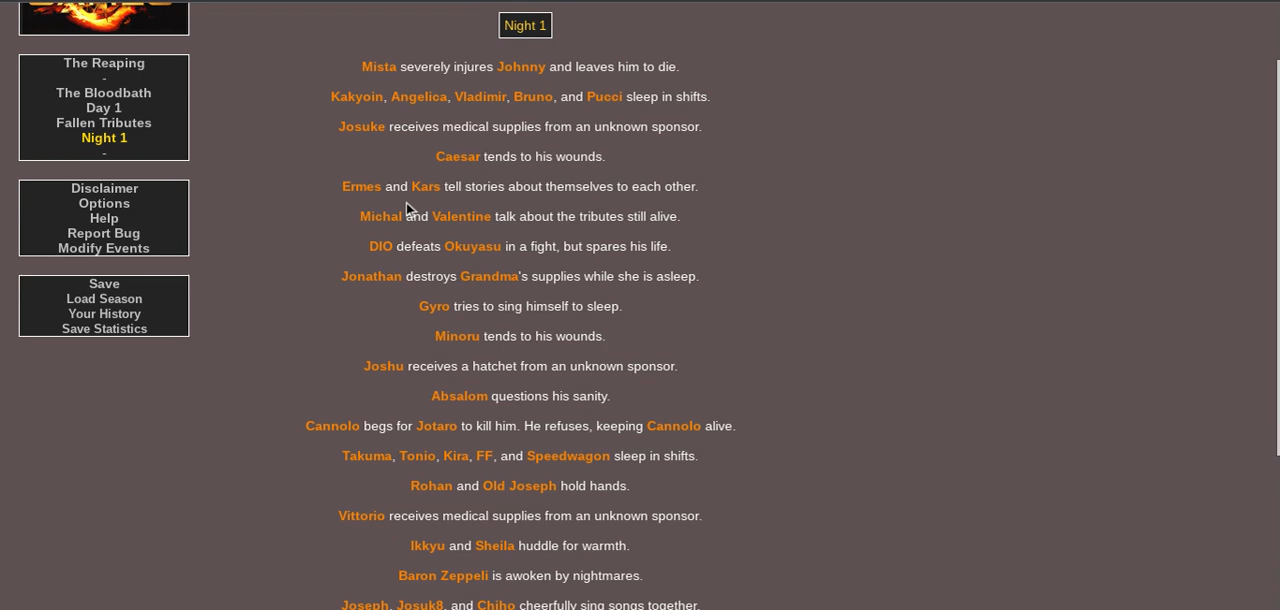 The Reaping
-
The Bloodbath
Day 1
Fallen Tributes
Night 1
-
Disclaimer
Options
Help
Report Bug
Modify Events
Save
Load Season
Your History
Save Statistics
Night 1
Mista severely injures Johnny and leaves him to die.
Kakyoin, Angelica, Vladimir, Bruno, and Pucci sleep in shifts.
Josuke receives medical supplies from an unknown sponsor.
Caesar tends to his wounds.
Ermes and Kars tell stories about themselves to each other.
Michal and Valentine talk about the tributes still alive.
DIO defeats Okuyasu in a fight, but spares his life.
Jonathan destroys Grandma's supplies while she is asleep.
Gyro tries to sing himself to sleep.
Minoru tends to his wounds.
Joshu receives a hatchet from an unknown sponsor.
Absalom questions his sanity.
Cannolo begs for Jotaro to kill him. He refuses, keeping Cannolo alive.
Takuma, Tonio, Kira, FF, and Speedwagon sleep in shifts.
Rohan and Old Joseph hold hands.
Vittorio receives medical supplies from an unknown sponsor.
Ikkyu and Sheila huddle for warmth.
Baron Zeppeli is awoken by nightmares.
Joseph, Josuk8, and Chiho cheerfully sing songs together.